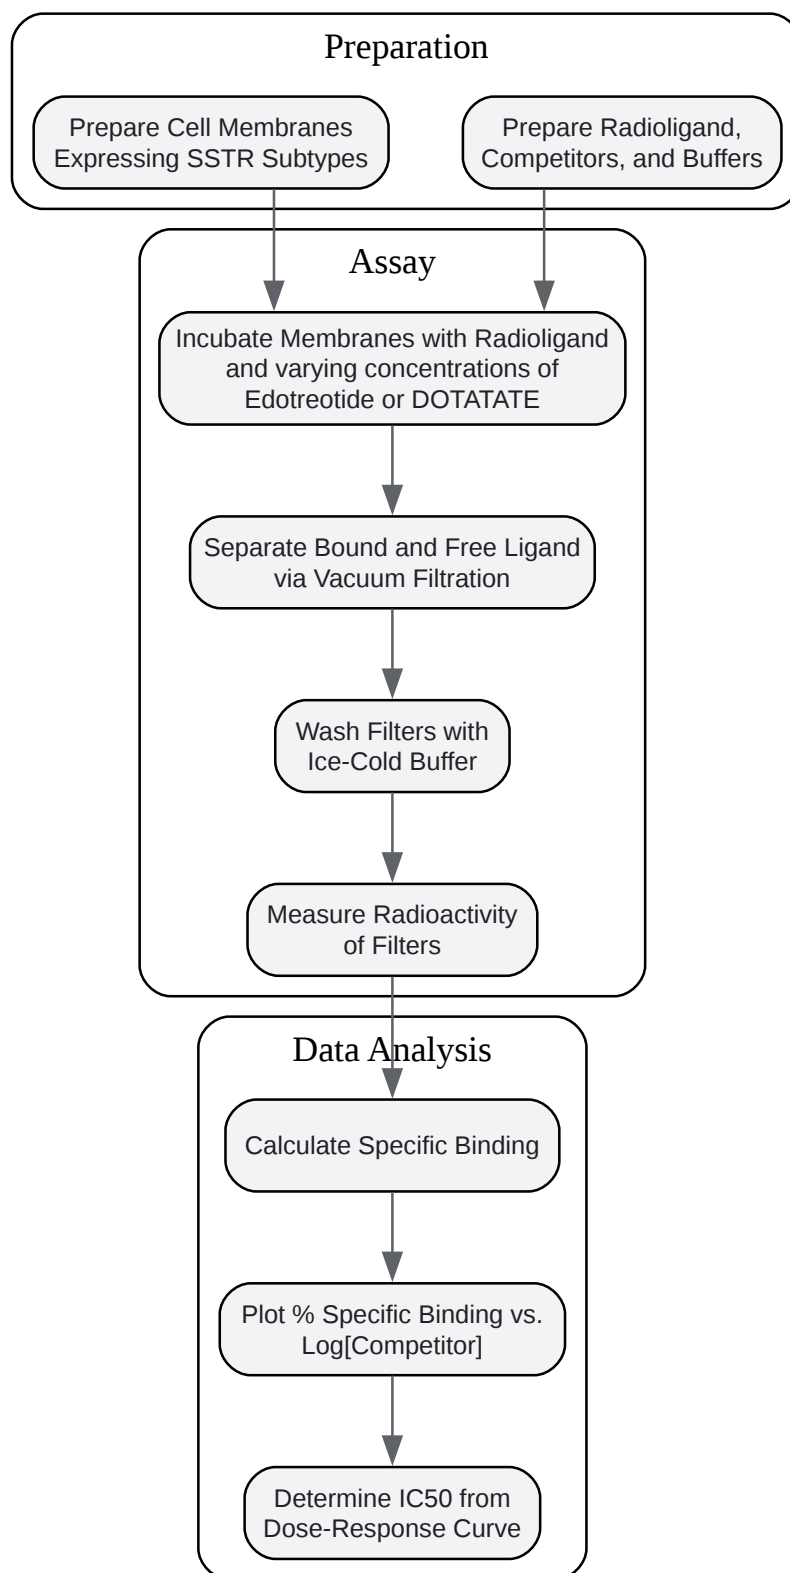 Preparation
Prepare Cell Membranes
Expressing SSTR Subtypes
Prepare Radioligand,
Competitors, and Buffers
Assay
Incubate Membranes with Radioligand
and varying concentrations of
Edotreotide or DOTATATE
Separate Bound and Free Ligand
via Vacuum Filtration
Wash Filters with
Ice-Cold Buffer
Measure Radioactivity
of Filters
Data Analysis
Calculate Specific Binding
Plot % Specific Binding vs.
Log[Competitor]
Determine IC50 from
Dose-Response Curve